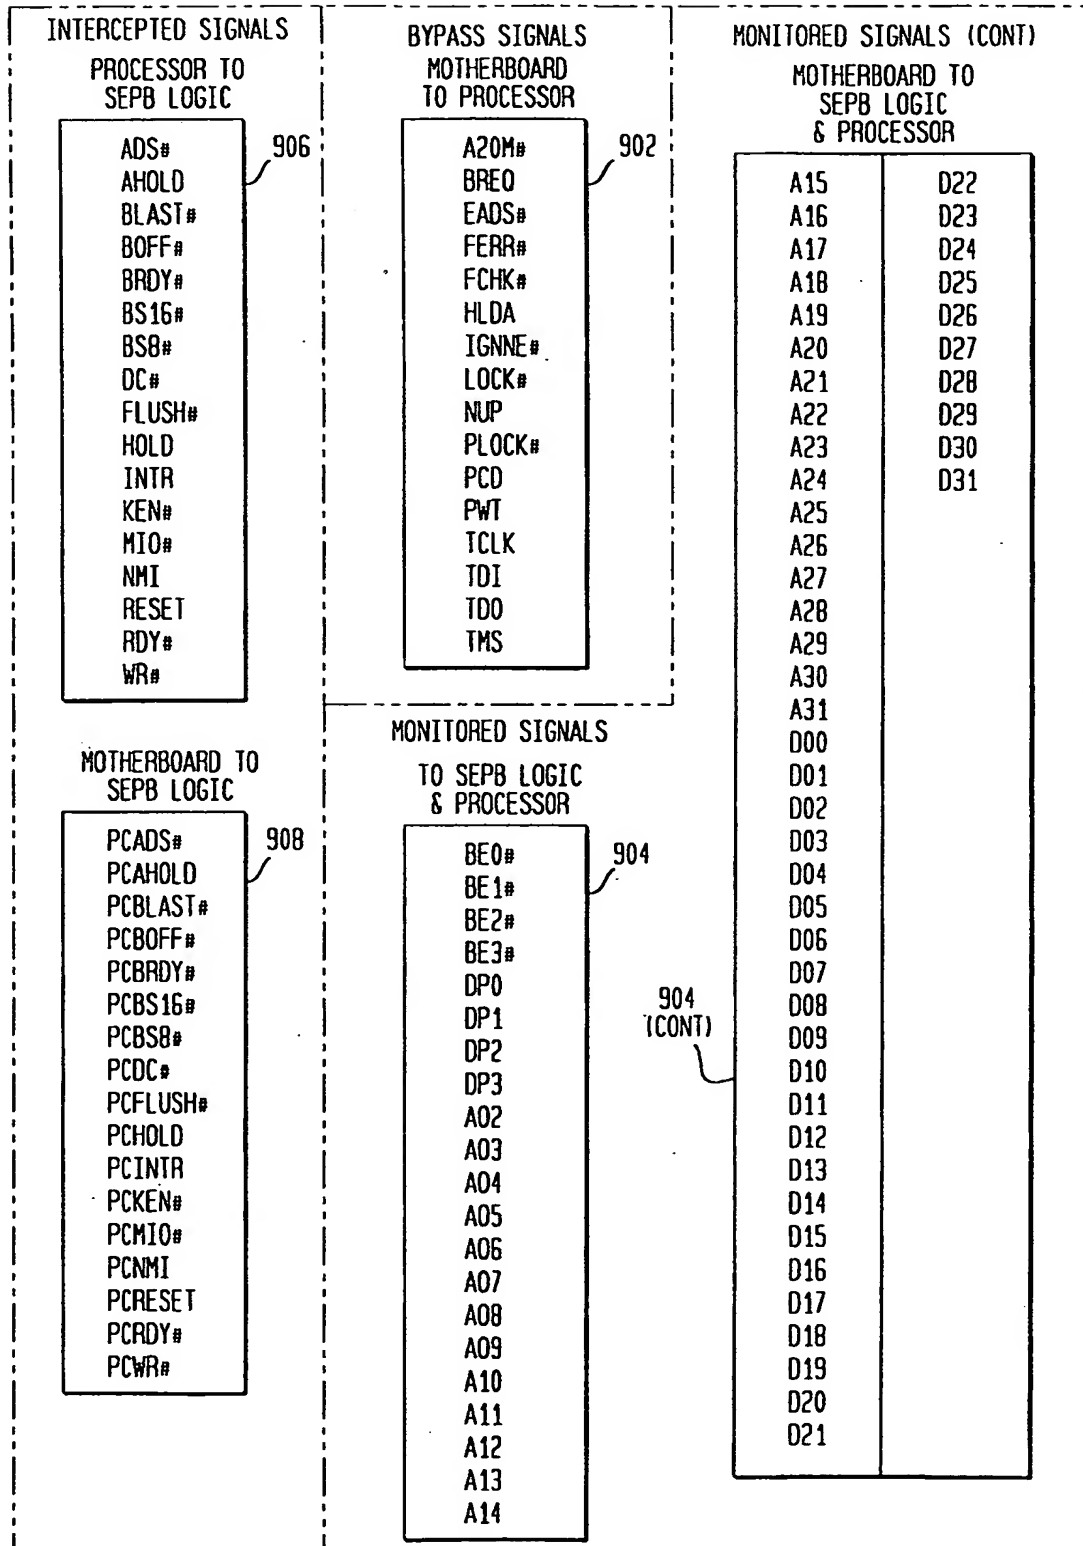 INTERCEPTED SIGNALS
PROCESSOR TO
SEPB LOGIC
906
ADS#
AHOLD
BLAST#
BOFF#
BRDY#
BS16#
BS8#
DC#
FLUSH#
HOLD
INTR
KEN#
MIO#
NMI
RESET
RDY#
WR#
MOTHERBOARD TO
SEPB LOGIC
908
PCADS#
PCAHOLD
PCBLAST#
PCBOFF#
PCBRDY#
PCBS16#
PCBS8#
PCDC#
PCFLUSH#
PCHOLD
PCINTR
PCKEN#
PCMIO#
PCNMI
PCRESET
PCRDY#
PCWR#
BYPASS SIGNALS
MOTHERBOARD
TO PROCESSOR
902
A20M#
BREQ
EADS#
FERR#
FCHK#
HLDA
IGNNE#
LOCK#
NUP
PLOCK#
PCD
PWT
TCLK
TDI
TDO
TMS
MONITORED SIGNALS
TO SEPB LOGIC
& PROCESSOR
904
BE0#
BE1#
BE2#
BE3#
DP0
DP1
DP2
DP3
A02
A03
A04
A05
A06
A07
A08
A09
A10
A11
A12
A13
A14
MONITORED SIGNALS (CONT)
MOTHERBOARD TO
SEPB LOGIC
& PROCESSOR
904
(CONT)
A15
A16
A17
A18
A19
A20
A21
A22
A23
A24
A25
A26
A27
A28
A29
A30
A31
D00
D01
D02
D03
D04
D05
D06
D07
D08
D09
D10
D11
D12
D13
D14
D15
D16
D17
D18
D19
D20
D21
D22
D23
D24
D25
D26
D27
D28
D29
D30
D31